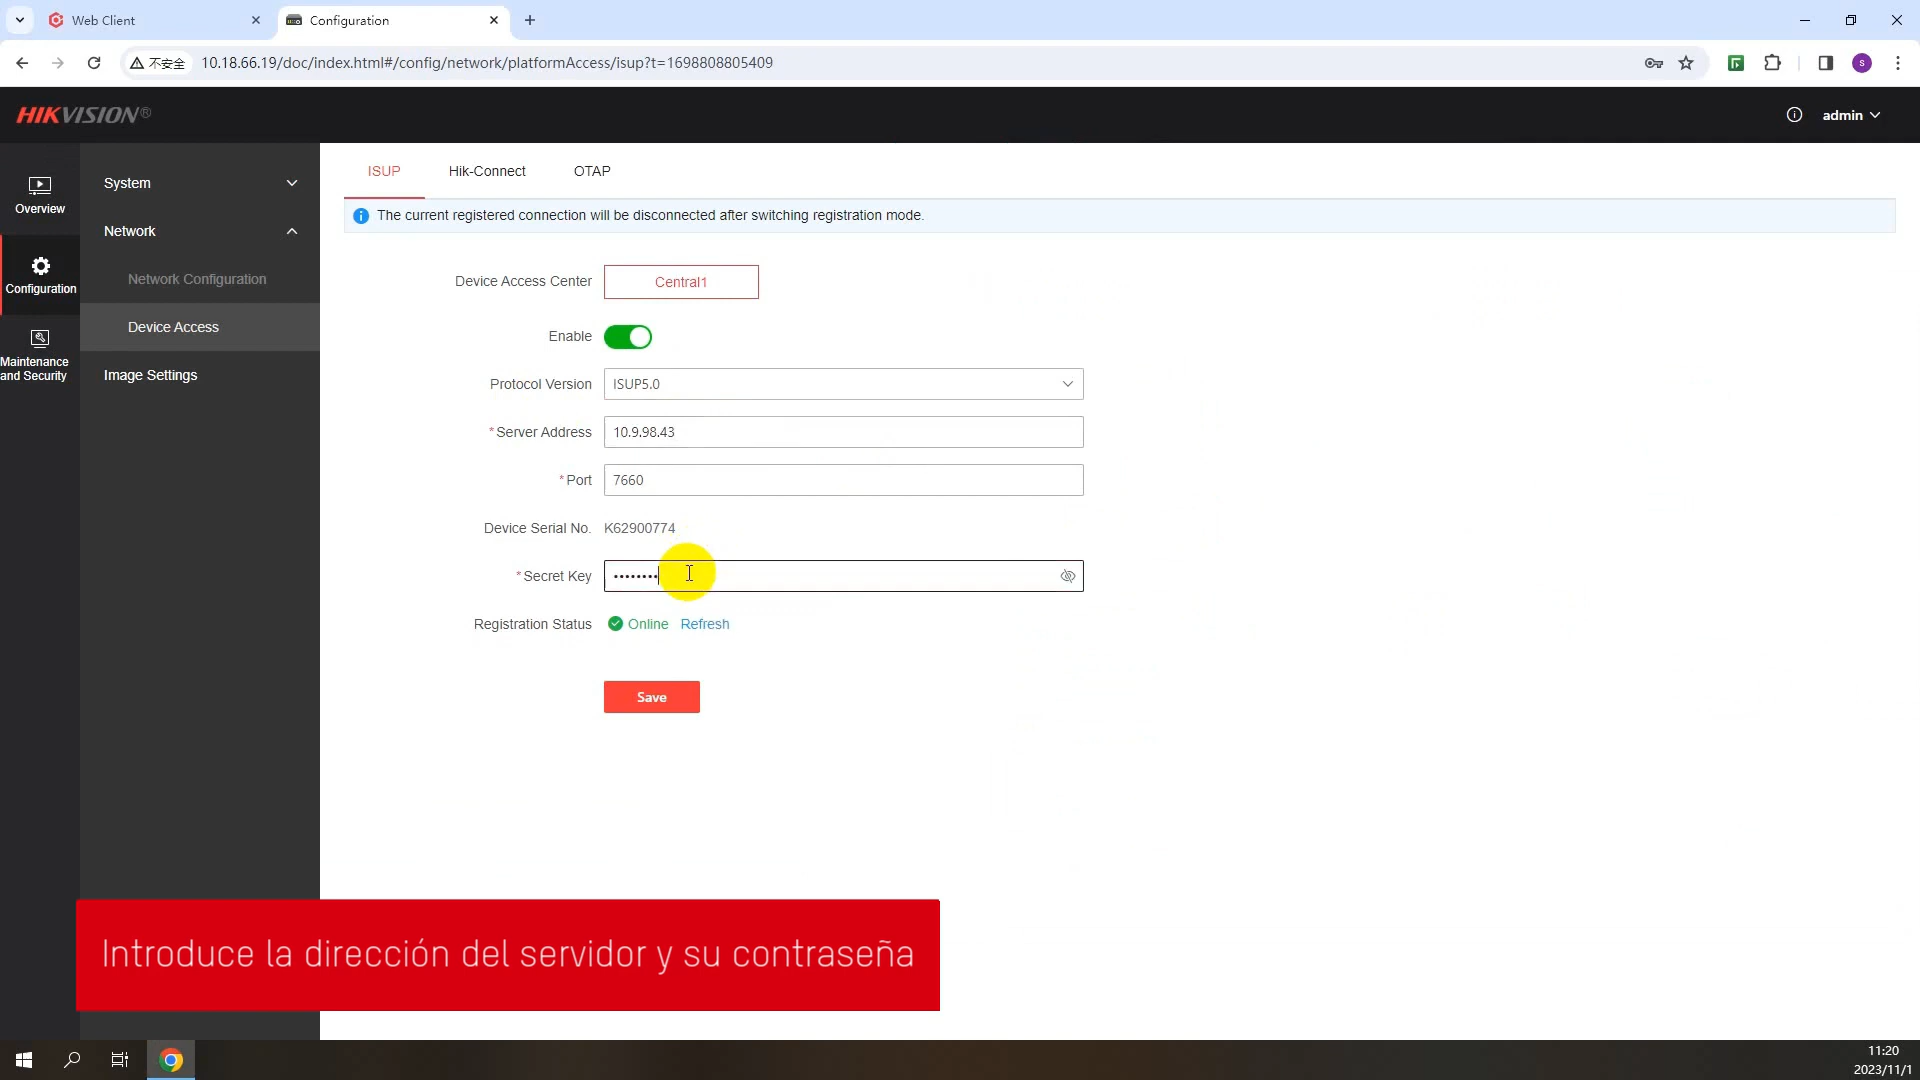 Web Client
Configuration
不安全
10.18.66.19/doc/index.html#/config/network/platformAccess/isup?t=1698808805409
S
HIKVISION®
admin
Overview
Configuration
Maintenance
and Security
System
Network
Network Configuration
Device Access
Image Settings
ISUP
Hik-Connect
OTAP
The current registered connection will be disconnected after switching registration mode.
Device Access Center
Central1
Enable
Protocol Version
ISUP5.0
*Server Address
10.9.98.43
*Port
7660
Device Serial No.
K62900774
*Secret Key
••••••••
Registration Status
Online
Refresh
Save
Introduce la dirección del servidor y su contraseña
11:20
2023/11/1